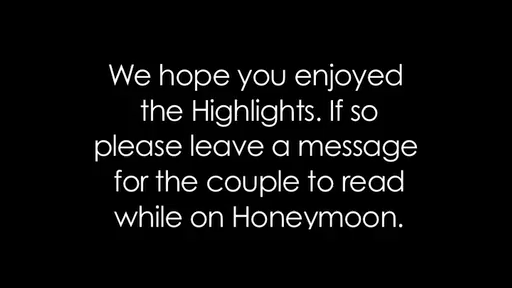 We hope you enjoyed
the Highlights. If so
please leave a message
for the couple to read
while on Honeymoon.